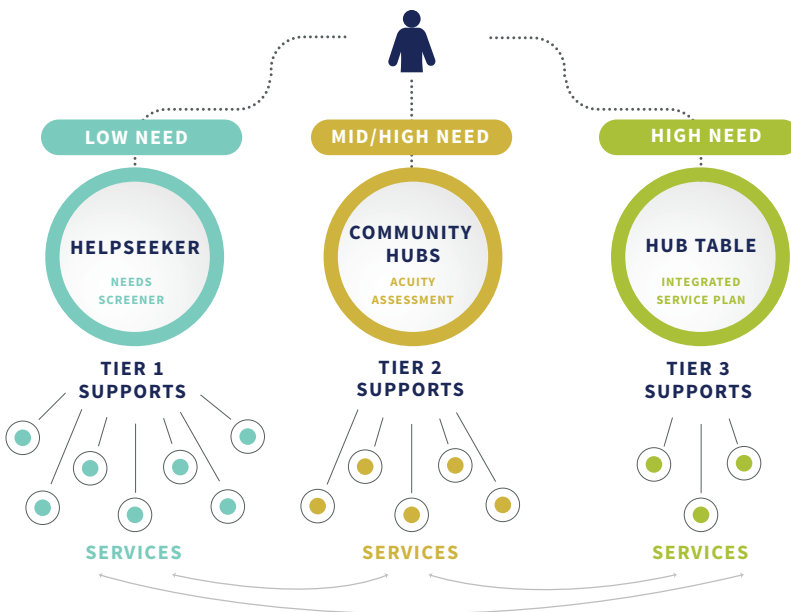 LOW NEED
MID/HIGH NEED
HIGH NEED
HELPSEEKER
NEEDS
SCREENER
COMMUNITY
HUBS
ACUITY
ASSESSMENT
HUB TABLE
INTEGRATED
SERVICE PLAN
TIER 1
SUPPORTS
TIER 2
SUPPORTS
TIER 3
SUPPORTS
SERVICES
SERVICES
SERVICES